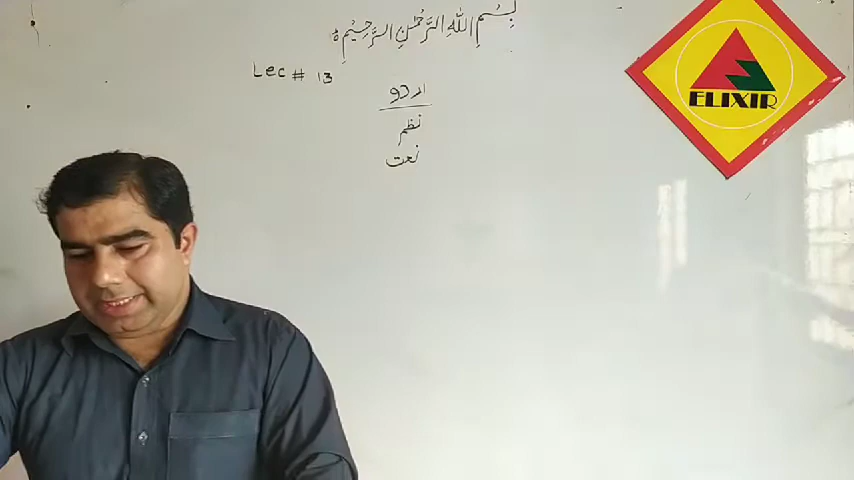 بِسْمِ اللّٰهِ الرَّحْمٰنِ الرَّحِيْمِ
Lec # 13
اردو
نظم
نعت
ELIXIR